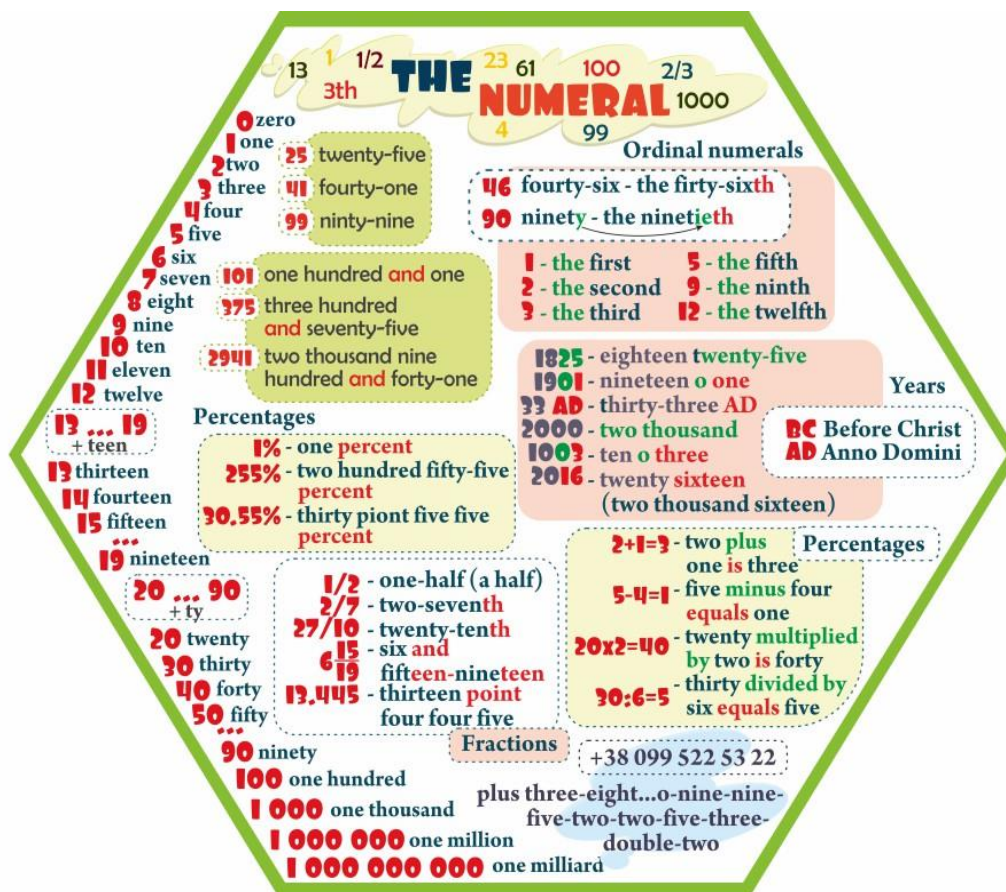 13 1 1/2 THE 23 61 100 2/3
3th NUMERAL 1000
4 99
0 zero
1 one
2 two
3 three
4 four
5 five
6 six
7 seven
8 eight
9 nine
10 ten
11 eleven
12 twelve
13 ... 19
+ teen
13 thirteen
14 fourteen
15 fifteen
...
19 nineteen
20 ... 90
+ ty
20 twenty
30 thirty
40 forty
50 fifty
...
90 ninety
100 one hundred
1 000 one thousand
1 000 000 one million
1 000 000 000 one milliard
25 twenty-five
41 fourty-one
99 ninty-nine
101 one hundred and one
375 three hundred
and seventy-five
2941 two thousand nine
hundred and forty-one
Ordinal numerals
46 fourty-six - the firty-sixth
90 ninety - the ninetieth
1 - the first 5 - the fifth
2 - the second 9 - the ninth
3 - the third 12 - the twelfth
Percentages
1% - one percent
255% - two hundred fifty-five
percent
30.55% - thirty piont five five
percent
1825 - eighteen twenty-five
1901 - nineteen o one
33 AD - thirty-three AD
2000 - two thousand
1003 - ten o three
2016 - twenty sixteen
(two thousand sixteen)
Years
BC Before Christ
AD Anno Domini
1/2 - one-half (a half)
2/7 - two-seventh
27/10 - twenty-tenth
6 15/19 - six and
fifteen-nineteen
13.445 - thirteen point
four four five
Fractions
Percentages
2+1=3 - two plus
one is three
5-4=1 - five minus four
equals one
20x2=40 - twenty multiplied
by two is forty
30:6=5 - thirty divided by
six equals five
+38 099 522 53 22
plus three-eight...o-nine-nine-
five-two-two-five-three-
double-two